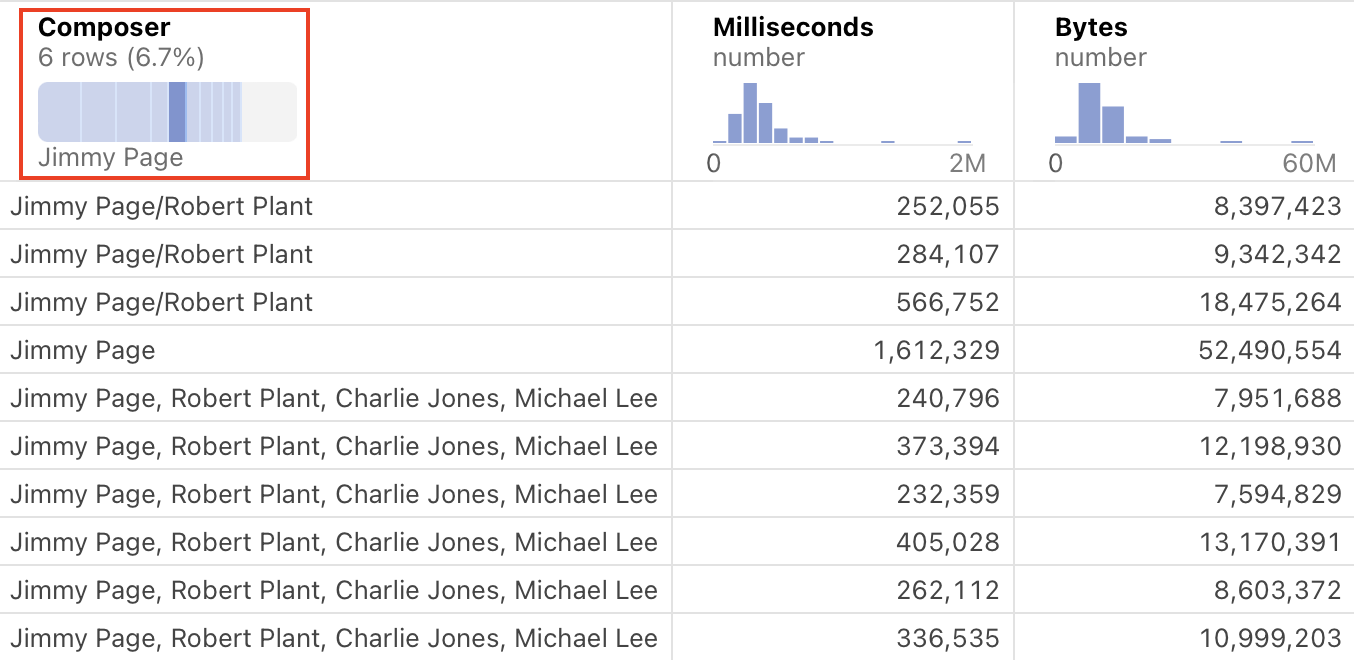 Composer
6 rows (6.7%)
Jimmy Page
Milliseconds
number
0 2M
Bytes
number
0 60M
Jimmy Page/Robert Plant 252,055 8,397,423
Jimmy Page/Robert Plant 284,107 9,342,342
Jimmy Page/Robert Plant 566,752 18,475,264
Jimmy Page 1,612,329 52,490,554
Jimmy Page, Robert Plant, Charlie Jones, Michael Lee 240,796 7,951,688
Jimmy Page, Robert Plant, Charlie Jones, Michael Lee 373,394 12,198,930
Jimmy Page, Robert Plant, Charlie Jones, Michael Lee 232,359 7,594,829
Jimmy Page, Robert Plant, Charlie Jones, Michael Lee 405,028 13,170,391
Jimmy Page, Robert Plant, Charlie Jones, Michael Lee 262,112 8,603,372
Jimmy Page, Robert Plant, Charlie Jones, Michael Lee 336,535 10,999,203